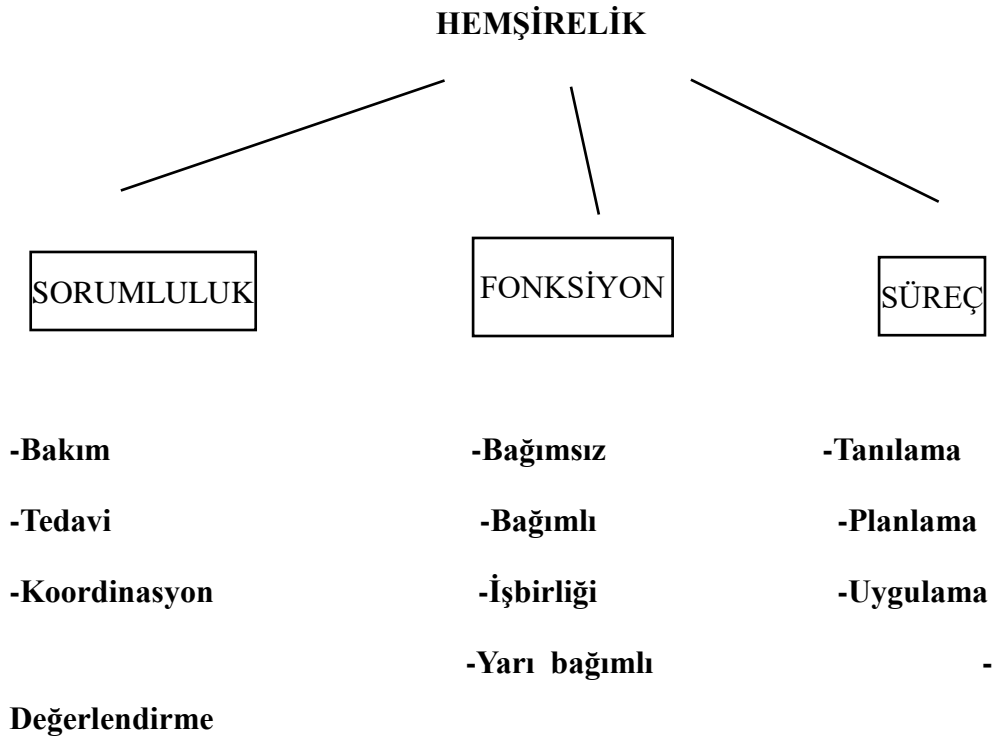 HEMŞİRELİK
SORUMLULUK FONKSİYON SÜREÇ
-Bakım -Bağımsız -Tanılama
-Tedavi -Bağımlı -Planlama
-Koordinasyon -İşbirliği -Uygulama
-Yarı bağımlı -
Değerlendirme